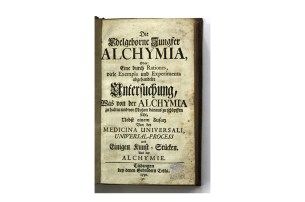 Die
Edelgeborne Jungfer
ALCHYMIA,
Oder:
Eine durch Rationes,
viele Exempla und Experimenta
abgehandelte
Untersuchung,
Was von der ALCHYMIA
zu halten und vor Nutzen daraus zu schöpffen
seye,
Nebst einem Zusatz
Von der
MEDICINA UNIVERSALI,
UNIVERSAL-PROCESS
und
Einigen Kunst-Stücken
Aus der
ALCHYMIE.
Tübingen
bey denen Gebrüdern Cotta,
1730.